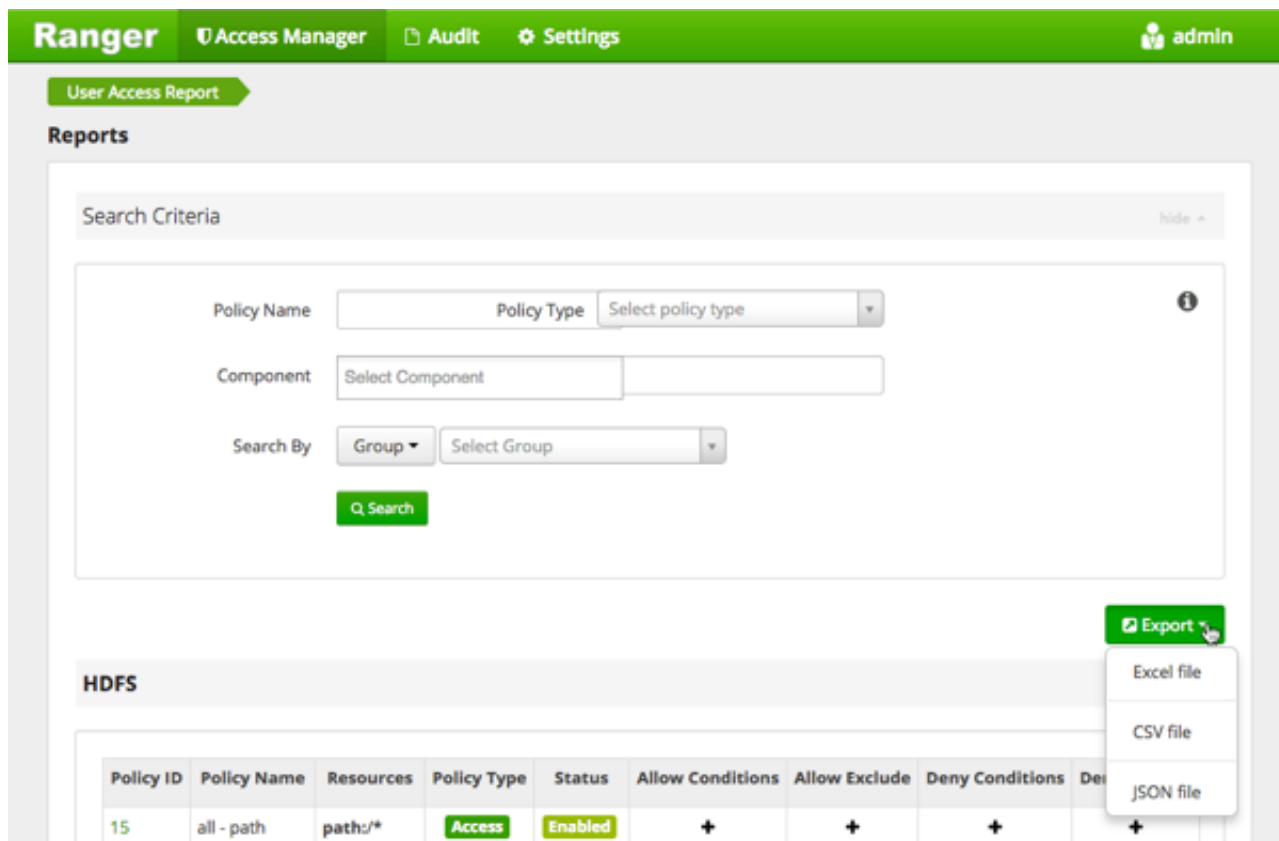 Ranger Access Manager Audit Settings admin
User Access Report
Reports
Search Criteria hide
Policy Name Policy Type Select policy type
Component Select Component
Search By Group Select Group
Search
Export
Excel file
HDFS
CSV file
Policy ID Policy Name Resources Policy Type Status Allow Conditions Allow Exclude Deny Conditions
JSON file
15 all - path path:/* Access Enabled + + + +